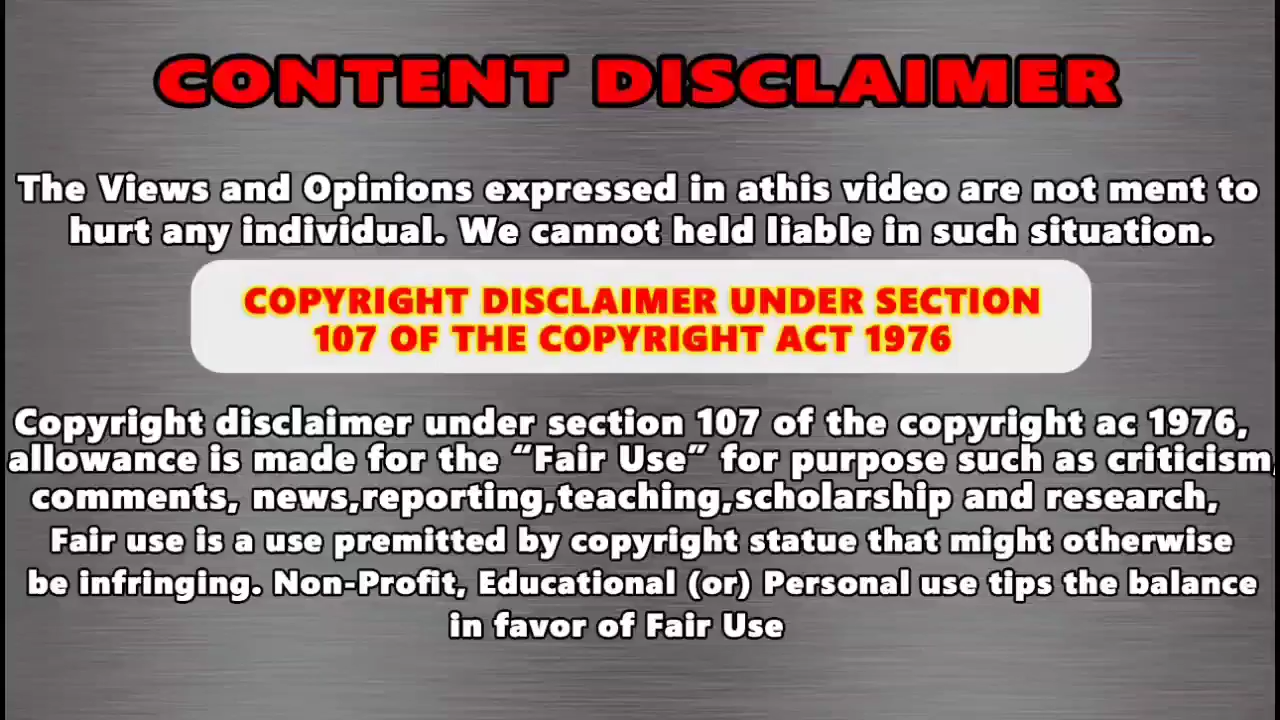 CONTENT DISCLAIMER
The Views and Opinions expressed in athis video are not ment to
hurt any individual. We cannot held liable in such situation.
COPYRIGHT DISCLAIMER UNDER SECTION
107 OF THE COPYRIGHT ACT 1976
Copyright disclaimer under section 107 of the copyright ac 1976,
allowance is made for the “Fair Use” for purpose such as criticism,
comments, news,reporting,teaching,scholarship and research,
Fair use is a use premitted by copyright statue that might otherwise
be infringing. Non-Profit, Educational (or) Personal use tips the balance
in favor of Fair Use